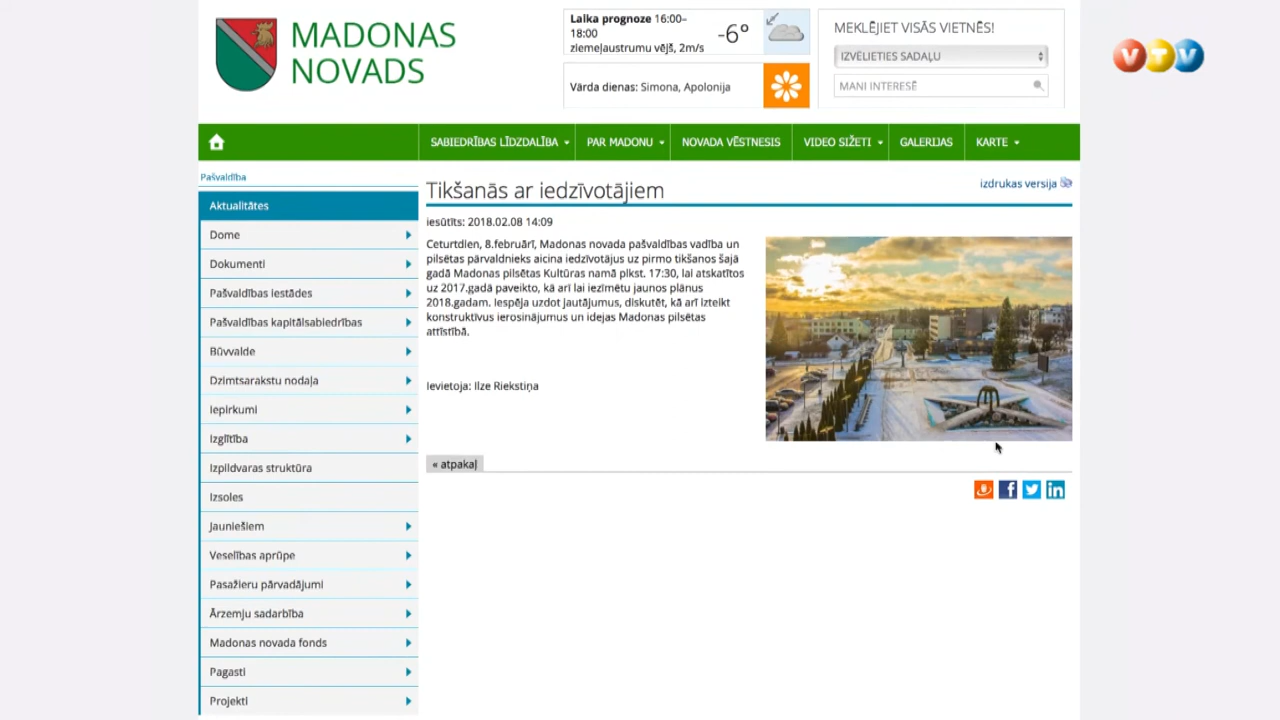 MADONAS
NOVADS
Laika prognoze 16:00–
18:00
ziemeļaustrumu vējš, 2m/s
-6°
Vārda dienas: Simona, Apolonija
MEKLĒJIET VISĀS VIETNĒS!
IZVĒLIETIES SADAĻU
MANI INTERESĒ
VTV
SABIEDRĪBAS LĪDZDALĪBA
PAR MADONU
NOVADA VĒSTNESIS
VIDEO SIŽETI
GALERIJAS
KARTE
Pašvaldība
Aktualitātes
Dome
Dokumenti
Pašvaldības iestādes
Pašvaldības kapitālsabiedrības
Būvvalde
Dzimtsarakstu nodaļa
Iepirkumi
Izglītība
Izpildvaras struktūra
Izsoles
Jauniešiem
Veselības aprūpe
Pasažieru pārvadājumi
Ārzemju sadarbība
Madonas novada fonds
Pagasti
Projekti
Tikšanās ar iedzīvotājiem
izdrukas versija
iesūtīts: 2018.02.08 14:09
Ceturtdien, 8.februārī, Madonas novada pašvaldības vadība un
pilsētas pārvaldnieks aicina iedzīvotājus uz pirmo tikšanos šajā
gadā Madonas pilsētas Kultūras namā plkst. 17:30, lai atskatītos
uz 2017.gadā paveikto, kā arī lai iezīmētu jaunos plānus
2018.gadam. Iespēja uzdot jautājumus, diskutēt, kā arī izteikt
konstruktīvus ierosinājumus un idejas Madonas pilsētas
attīstībā.
Ievietoja: Ilze Riekstiņa
« atpakaļ